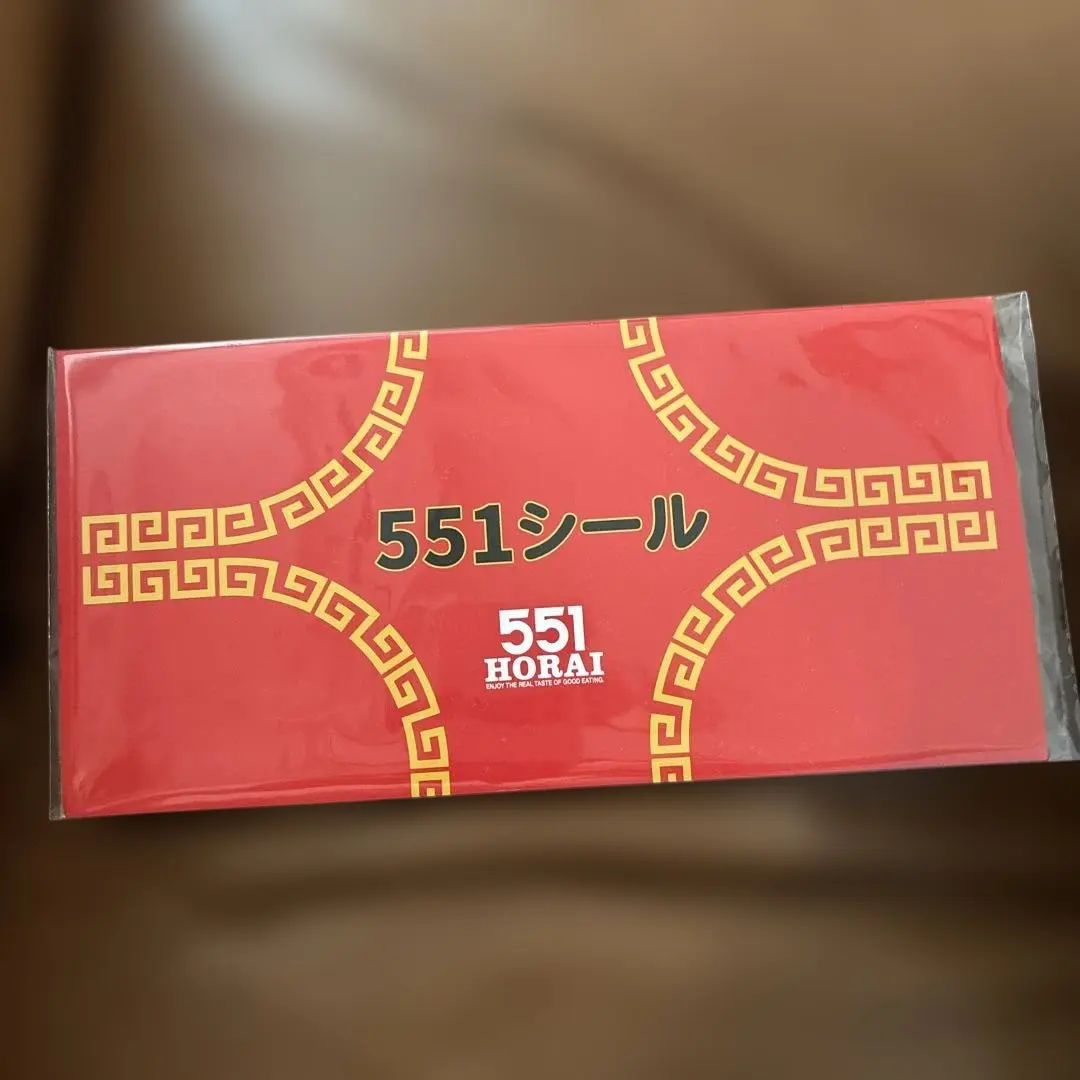 551シール
551
HORAI
ENJOY THE REAL TASTE OF GOOD EATING.